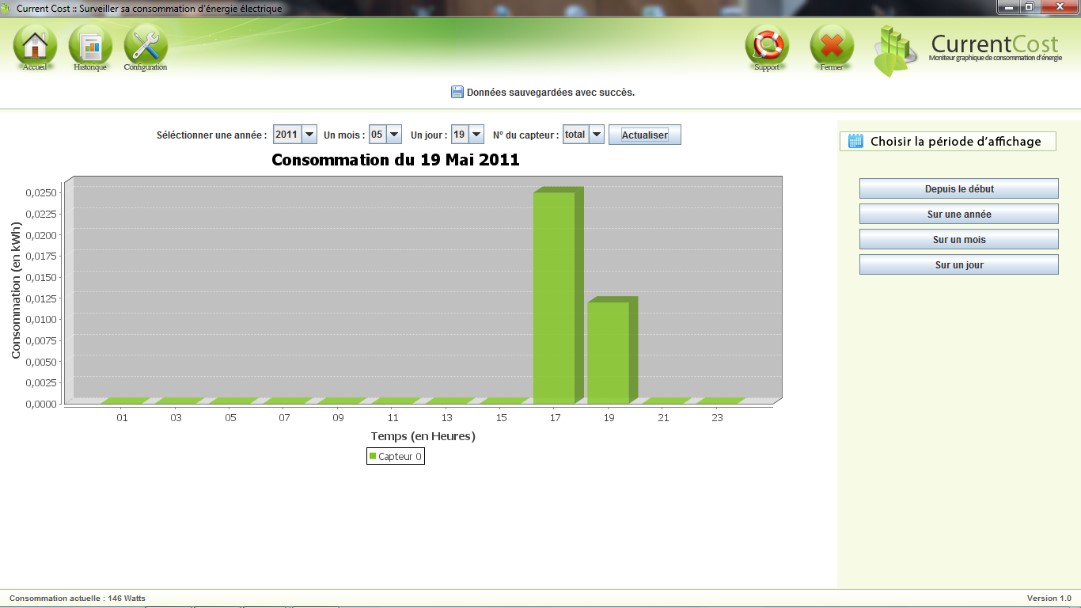 Current Cost :: Surveiller sa consommation d'énergie électrique
Accueil Historique Configuration Support Fermer
CurrentCost
Moniteur graphique de consommation d'énergie
Données sauvegardées avec succès.
Séléctionner une année : 2011 Un mois : 05 Un jour : 19 N° du capteur : total Actualiser
Choisir la période d'affichage
Consommation du 19 Mai 2011
Depuis le début
Sur une année
Sur un mois
Sur un jour
Consommation (en kWh)
0,0250
0,0225
0,0200
0,0175
0,0150
0,0125
0,0100
0,0075
0,0050
0,0025
0,0000
01 03 05 07 09 11 13 15 17 19 21 23
Temps (en Heures)
Capteur 0
Consommation actuelle : 146 Watts
Version 1.0